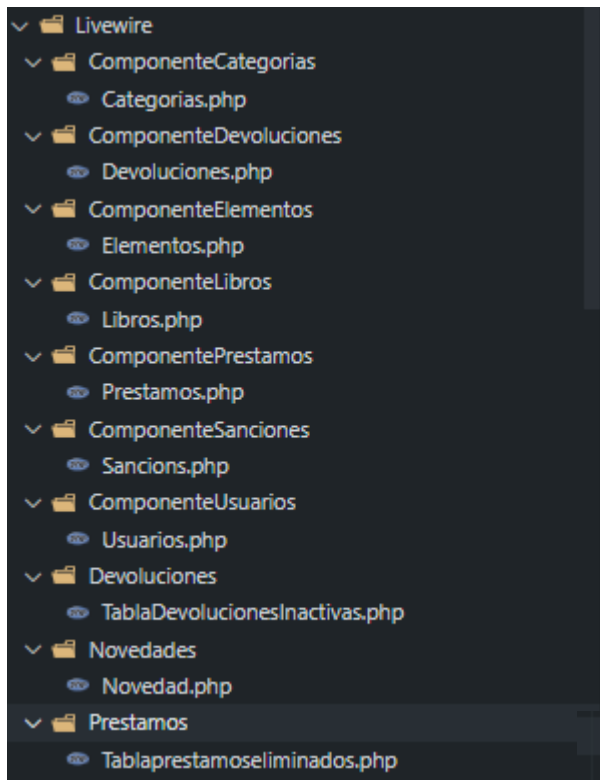 Livewire
ComponenteCategorias
Categorias.php
ComponenteDevoluciones
Devoluciones.php
ComponenteElementos
Elementos.php
ComponenteLibros
Libros.php
ComponentePrestamos
Prestamos.php
ComponenteSanciones
Sancions.php
ComponenteUsuarios
Usuarios.php
Devoluciones
TablaDevolucionesInactivas.php
Novedades
Novedad.php
Prestamos
Tablaprestamoseliminados.php